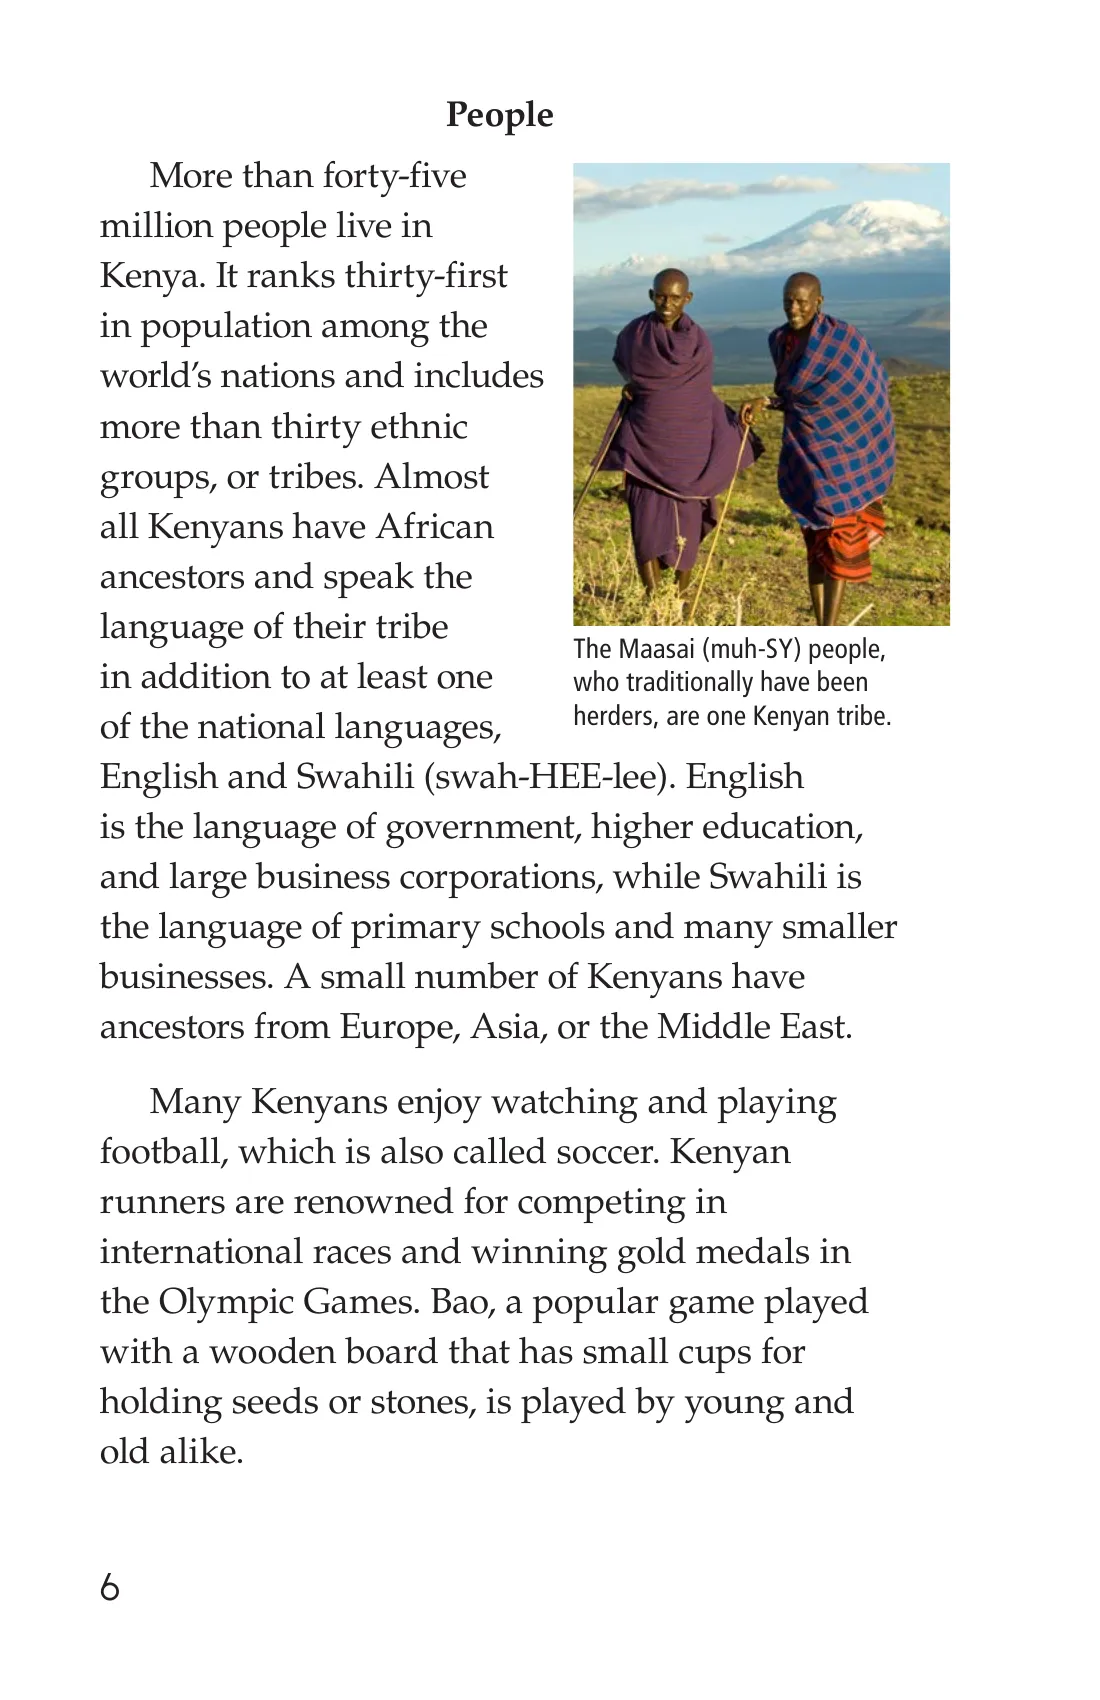 People
More than forty-five
million people live in
Kenya. It ranks thirty-first
in population among the
world's nations and includes
more than thirty ethnic
groups, or tribes. Almost
all Kenyans have African
ancestors and speak the
language of their tribe
in addition to at least one
of the national languages,
English and Swahili (swah-HEE-lee). English
is the language of government, higher education,
and large business corporations, while Swahili is
the language of primary schools and many smaller
businesses. A small number of Kenyans have
ancestors from Europe, Asia, or the Middle East.
The Maasai (muh-SY) people,
who traditionally have been
herders, are one Kenyan tribe.
Many Kenyans enjoy watching and playing
football, which is also called soccer. Kenyan
runners are renowned for competing in
international races and winning gold medals in
the Olympic Games. Bao, a popular game played
with a wooden board that has small cups for
holding seeds or stones, is played by young and
old alike.
6